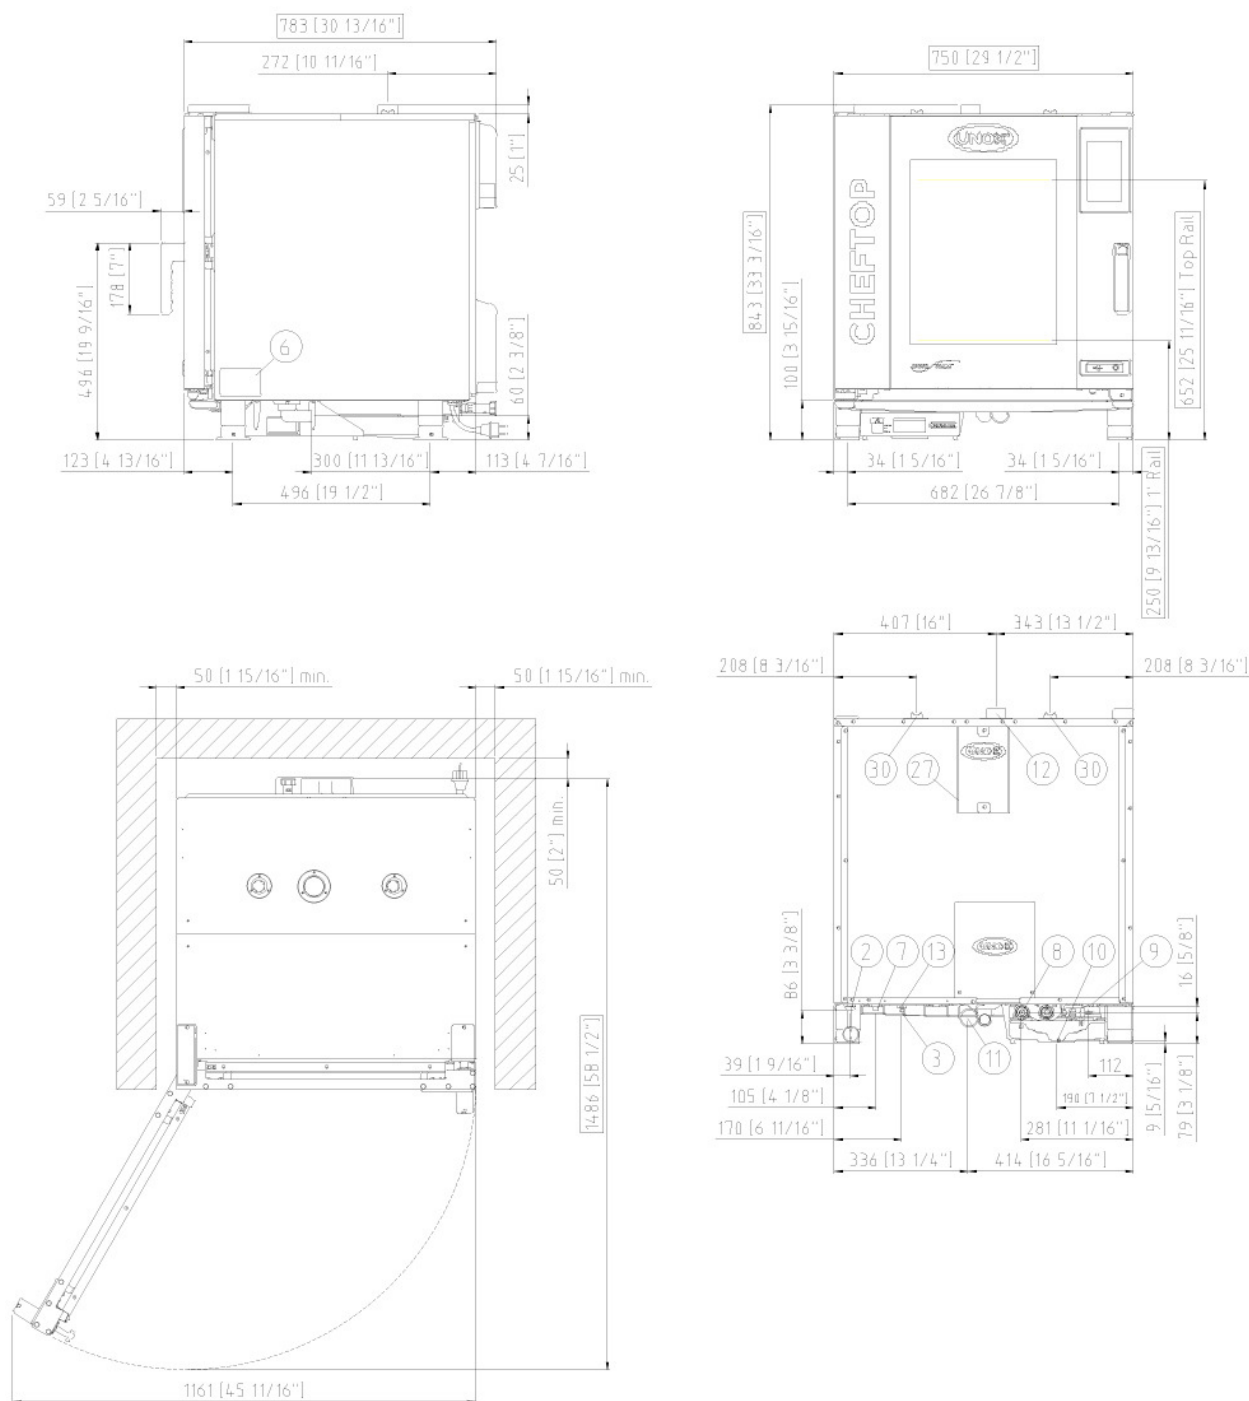 783 [30 13/16"]
272 [10 11/16"]
25 [1"]
59 [2 5/16"]
178 [7"]
496 [19 9/16"]
6
60 [2 3/8"]
123 [4 13/16"]
300 [11 13/16"]
113 [4 7/16"]
496 [19 1/2"]
750 [29 1/2"]
UNOX
CHEFTOP
843 [33 3/16"]
100 [3 15/16"]
652 [25 11/16"] Top Rail
34 [1 5/16"]
34 [1 5/16"]
682 [26 7/8"]
250 [9 13/16"] 1' Rail
50 [1 15/16"] min.
50 [1 15/16"] min.
50 [2"] min.
1486 [58 1/2"]
1161 [45 11/16"]
407 [16"]
343 [13 1/2"]
208 [8 3/16"]
208 [8 3/16"]
30
27
12
30
86 [3 3/8"]
2
7
13
8
10
9
16 [5/8"]
3
11
39 [1 9/16"]
112
105 [4 1/8"]
190 [7 1/2"]
170 [6 11/16"]
281 [11 1/16"]
9 [5/16"]
79 [3 1/8"]
336 [13 1/4"]
414 [16 5/16"]